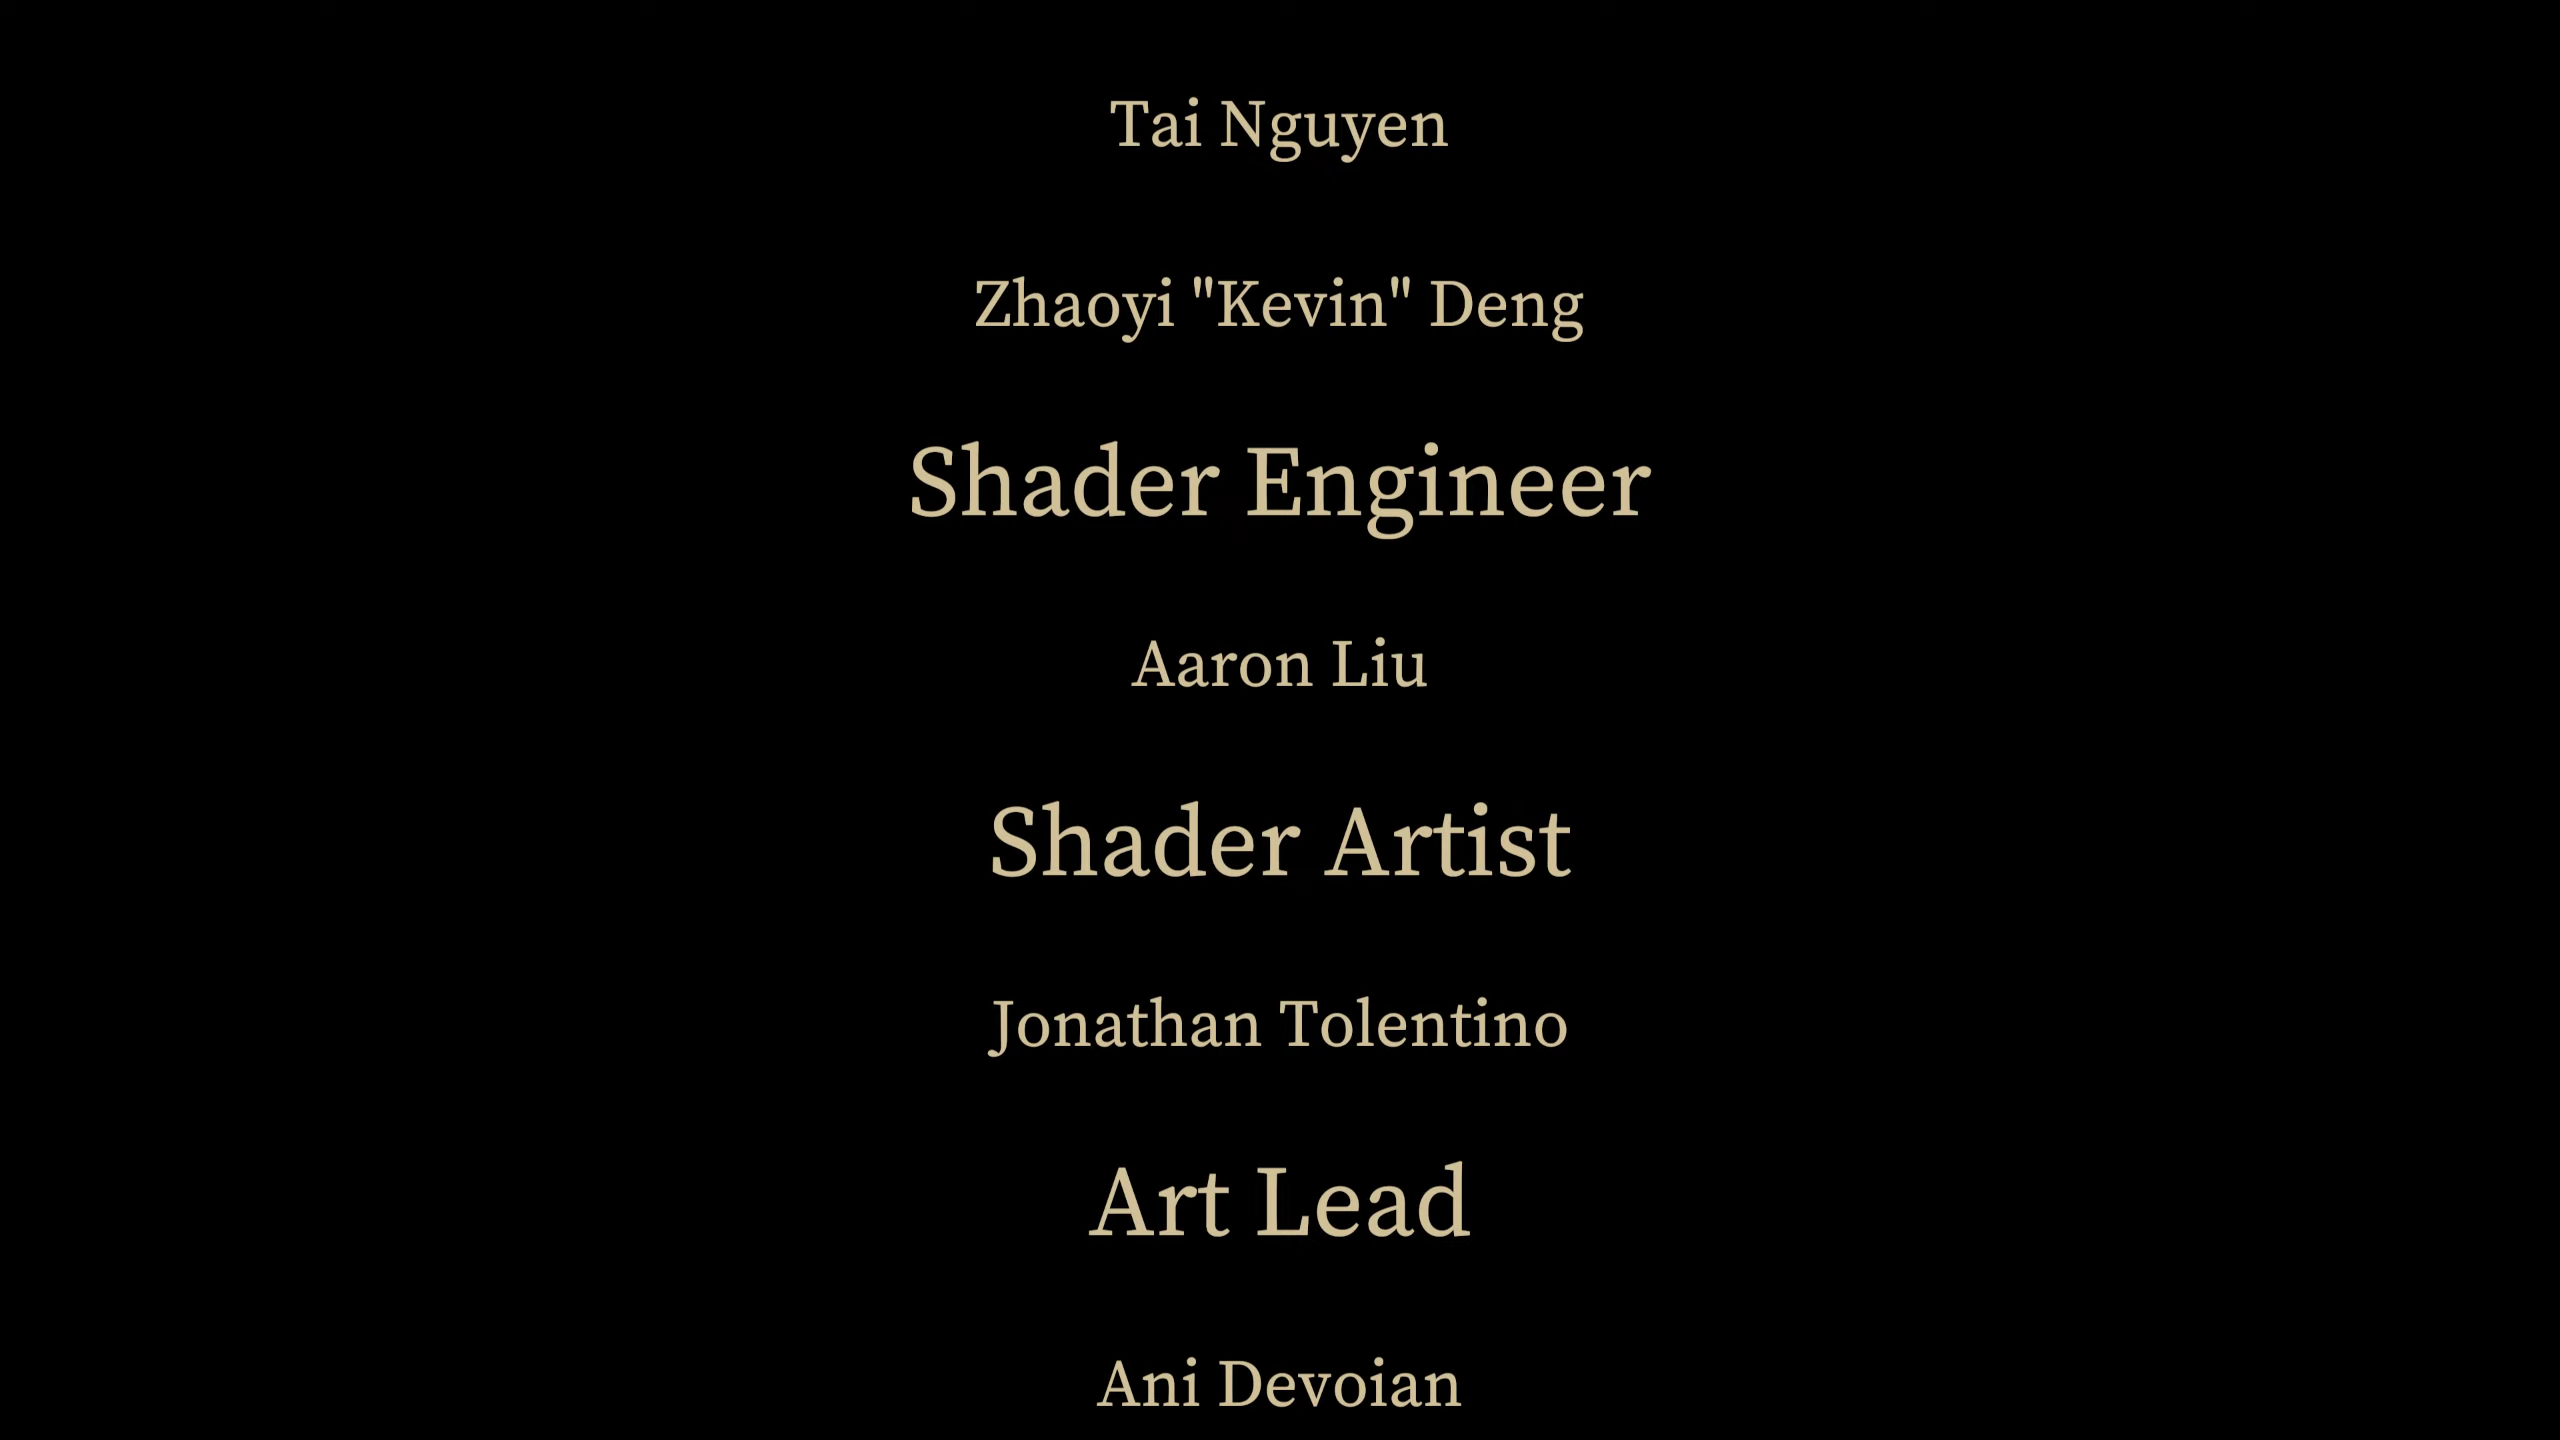 Tai Nguyen
Zhaoyi "Kevin" Deng
Shader Engineer
Aaron Liu
Shader Artist
Jonathan Tolentino
Art Lead
Ani Devoian